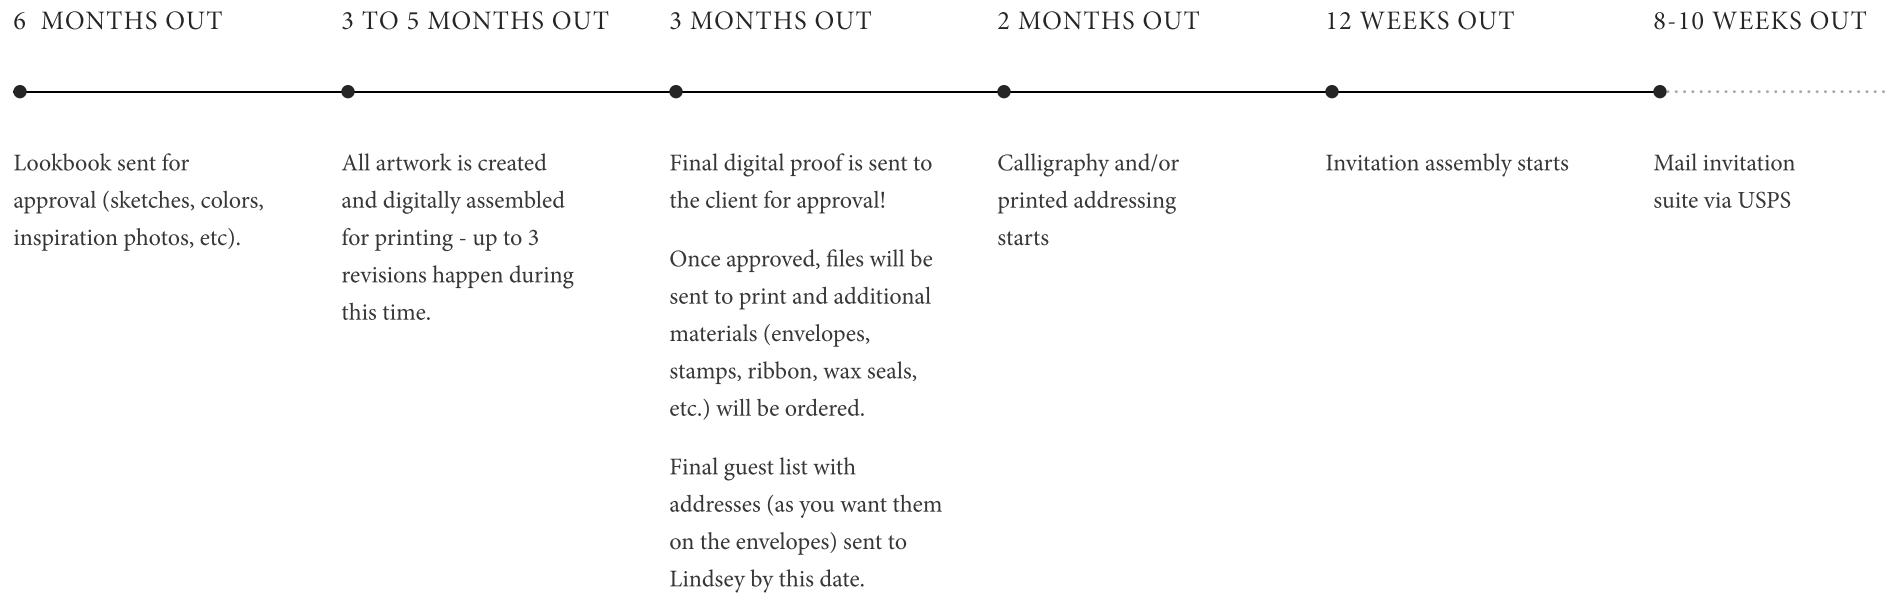 6 MONTHS OUT
Lookbook sent for
approval (sketches, colors,
inspiration photos, etc).
3 TO 5 MONTHS OUT
All artwork is created
and digitally assembled
for printing - up to 3
revisions happen during
this time.
3 MONTHS OUT
Final digital proof is sent to
the client for approval!
Once approved, files will be
sent to print and additional
materials (envelopes,
stamps, ribbon, wax seals,
etc.) will be ordered.
Final guest list with
addresses (as you want them
on the envelopes) sent to
Lindsey by this date.
2 MONTHS OUT
Calligraphy and/or
printed addressing
starts
12 WEEKS OUT
Invitation assembly starts
8-10 WEEKS OUT
Mail invitation
suite via USPS